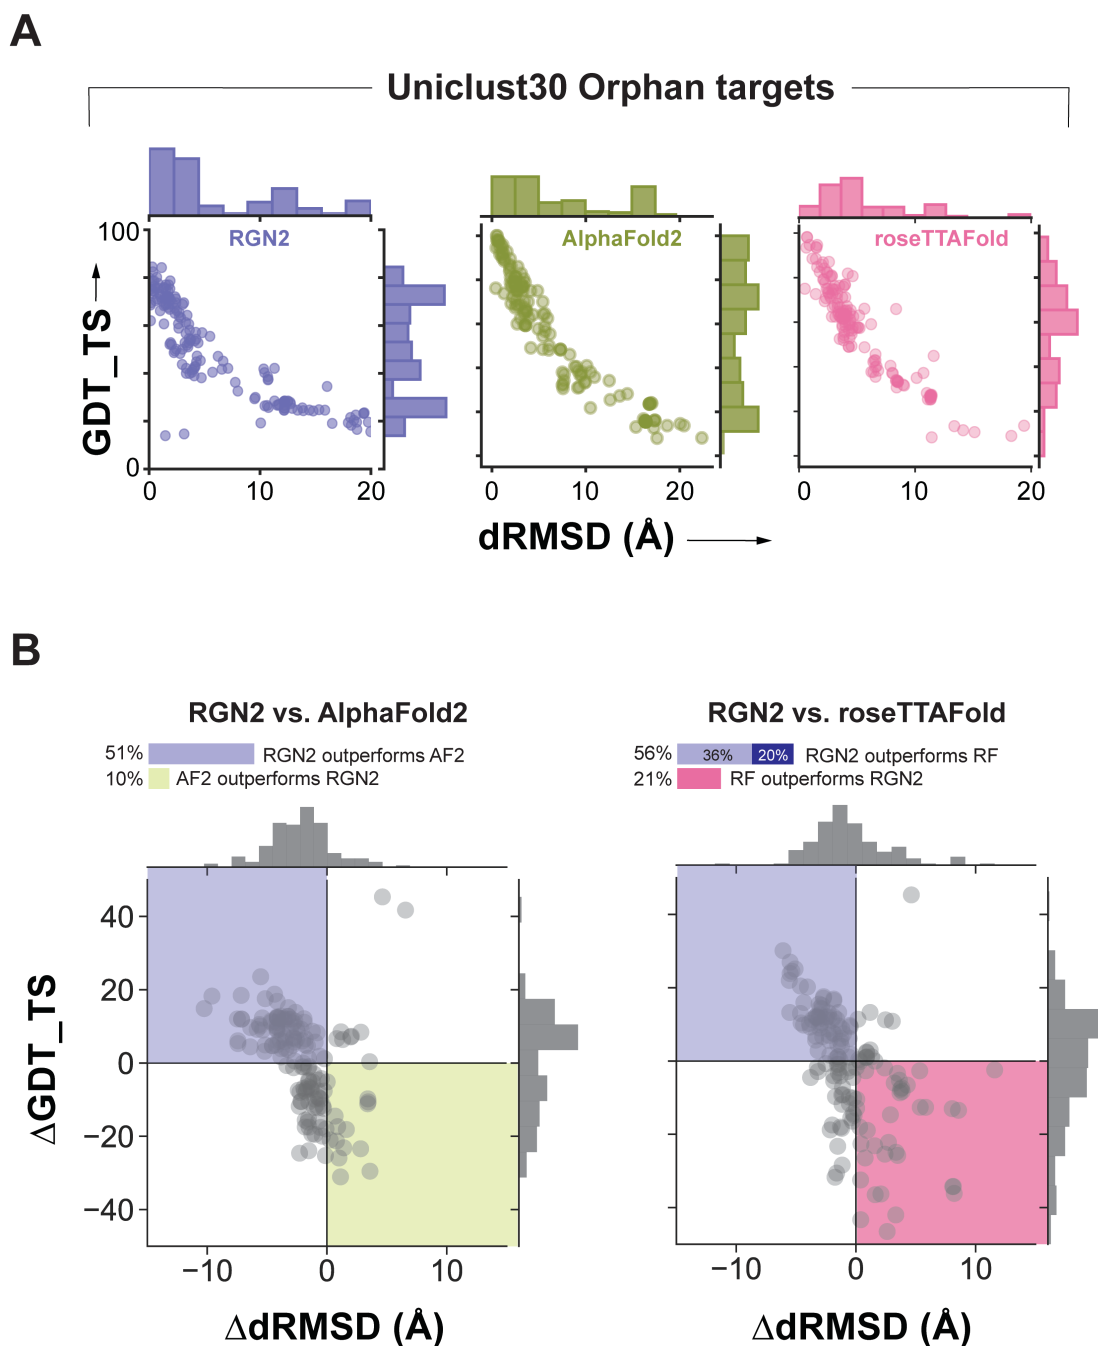 A
Uniclust30 Orphan targets
RGN2
AlphaFold2
roseTTAFold
100
0
GDT_TS
0 10 20
0 10 20
0 10 20
dRMSD (Å)
B
RGN2 vs. AlphaFold2
51% RGN2 outperforms AF2
10% AF2 outperforms RGN2
RGN2 vs. roseTTAFold
56% 36% 20% RGN2 outperforms RF
21% RF outperforms RGN2
ΔGDT_TS
40
20
0
−20
−40
−10 0 10
−10 0 10
ΔdRMSD (Å)
ΔdRMSD (Å)